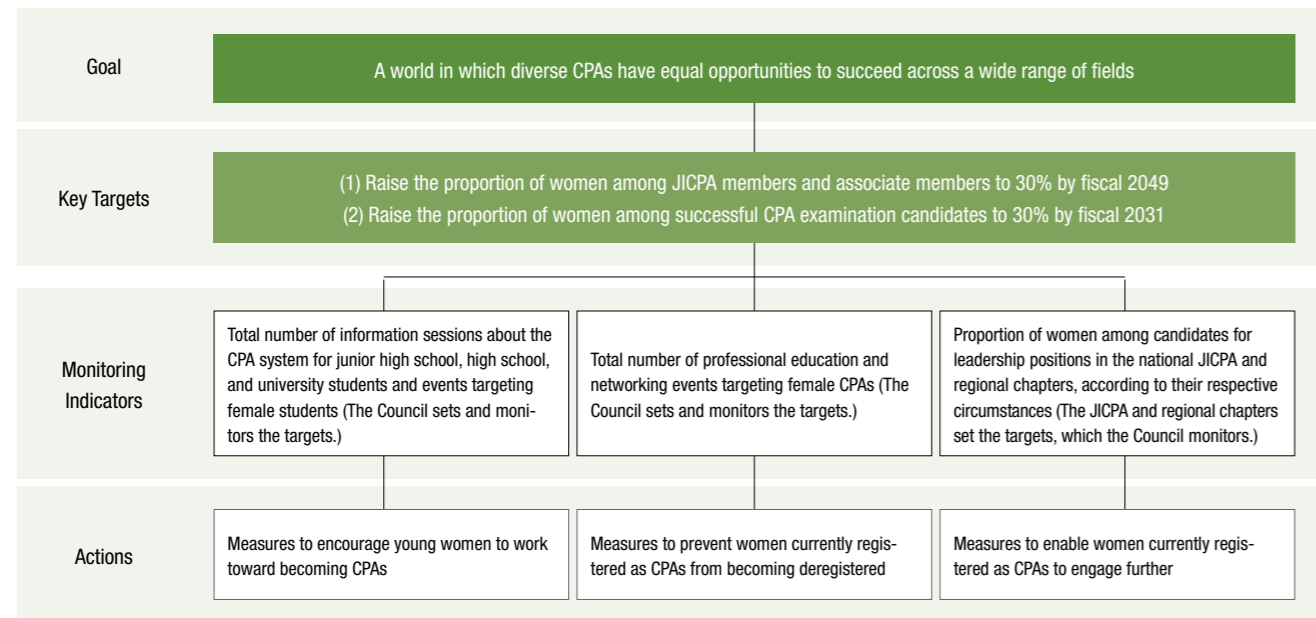 Goal
A world in which diverse CPAs have equal opportunities to succeed across a wide range of fields
Key Targets
(1) Raise the proportion of women among JICPA members and associate members to 30% by fiscal 2049
(2) Raise the proportion of women among successful CPA examination candidates to 30% by fiscal 2031
Monitoring
Indicators
Total number of information sessions about the
CPA system for junior high school, high school,
and university students and events targeting
female students (The Council sets and moni-
tors the targets.)
Total number of professional education and
networking events targeting female CPAs (The
Council sets and monitors the targets.)
Proportion of women among candidates for
leadership positions in the national JICPA and
regional chapters, according to their respective
circumstances (The JICPA and regional chapters
set the targets, which the Council monitors.)
Actions
Measures to encourage young women to work
toward becoming CPAs
Measures to prevent women currently regis-
tered as CPAs from becoming deregistered
Measures to enable women currently regis-
tered as CPAs to engage further